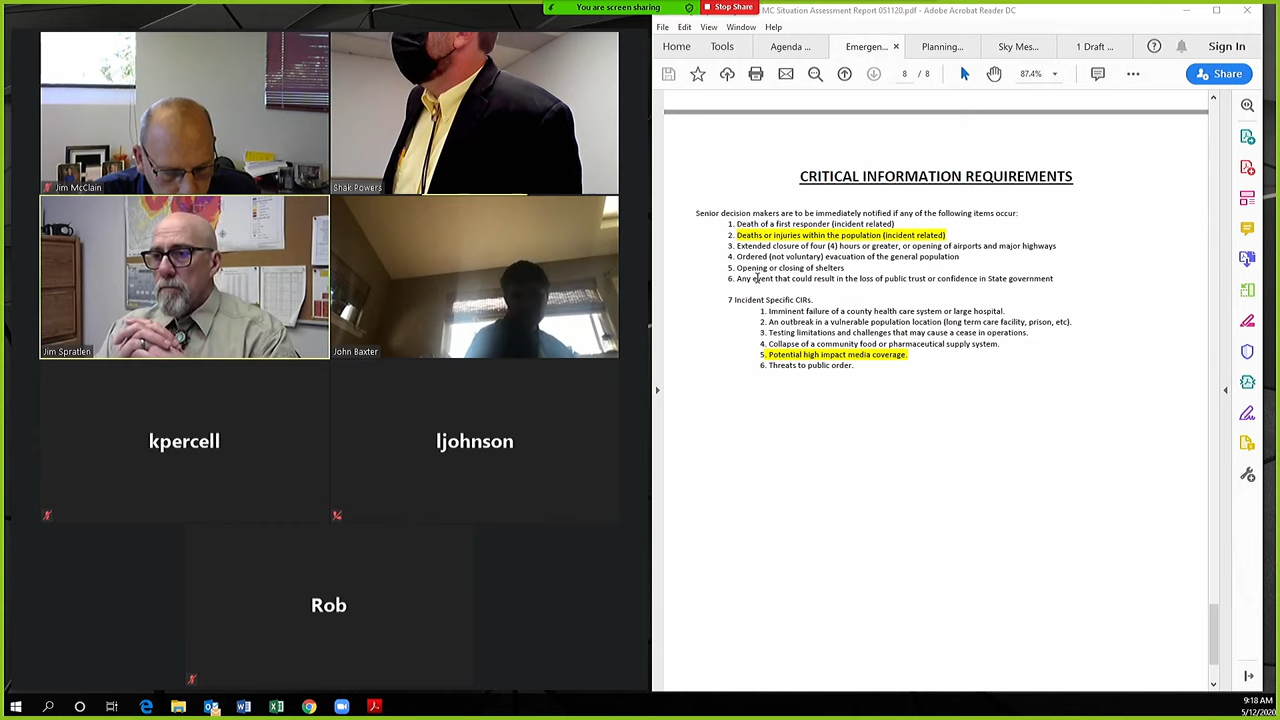 You are screen sharing
Stop Share
MC Situation Assessment Report 051120.pdf - Adobe Acrobat Reader DC
File Edit View Window Help
Home Tools Agenda ... Emergen... × Planning... Sky Mes... 1 Draft ... Sign In
8 / 87.4% Share
CRITICAL INFORMATION REQUIREMENTS
Senior decision makers are to be immediately notified if any of the following items occur:
1. Death of a first responder (incident related)
2. Deaths or injuries within the population (incident related)
3. Extended closure of four (4) hours or greater, or opening of airports and major highways
4. Ordered (not voluntary) evacuation of the general population
5. Opening or closing of shelters
6. Any event that could result in the loss of public trust or confidence in State government
7 Incident Specific CIRs.
1. Imminent failure of a county health care system or large hospital.
2. An outbreak in a vulnerable population location (long term care facility, prison, etc).
3. Testing limitations and challenges that may cause a cease in operations.
4. Collapse of a community food or pharmaceutical supply system.
5. Potential high impact media coverage.
6. Threats to public order.
Jim McClain
Shak Powers
Jim Spratlen
John Baxter
kpercell
ljohnson
Rob
9:18 AM
5/12/2020